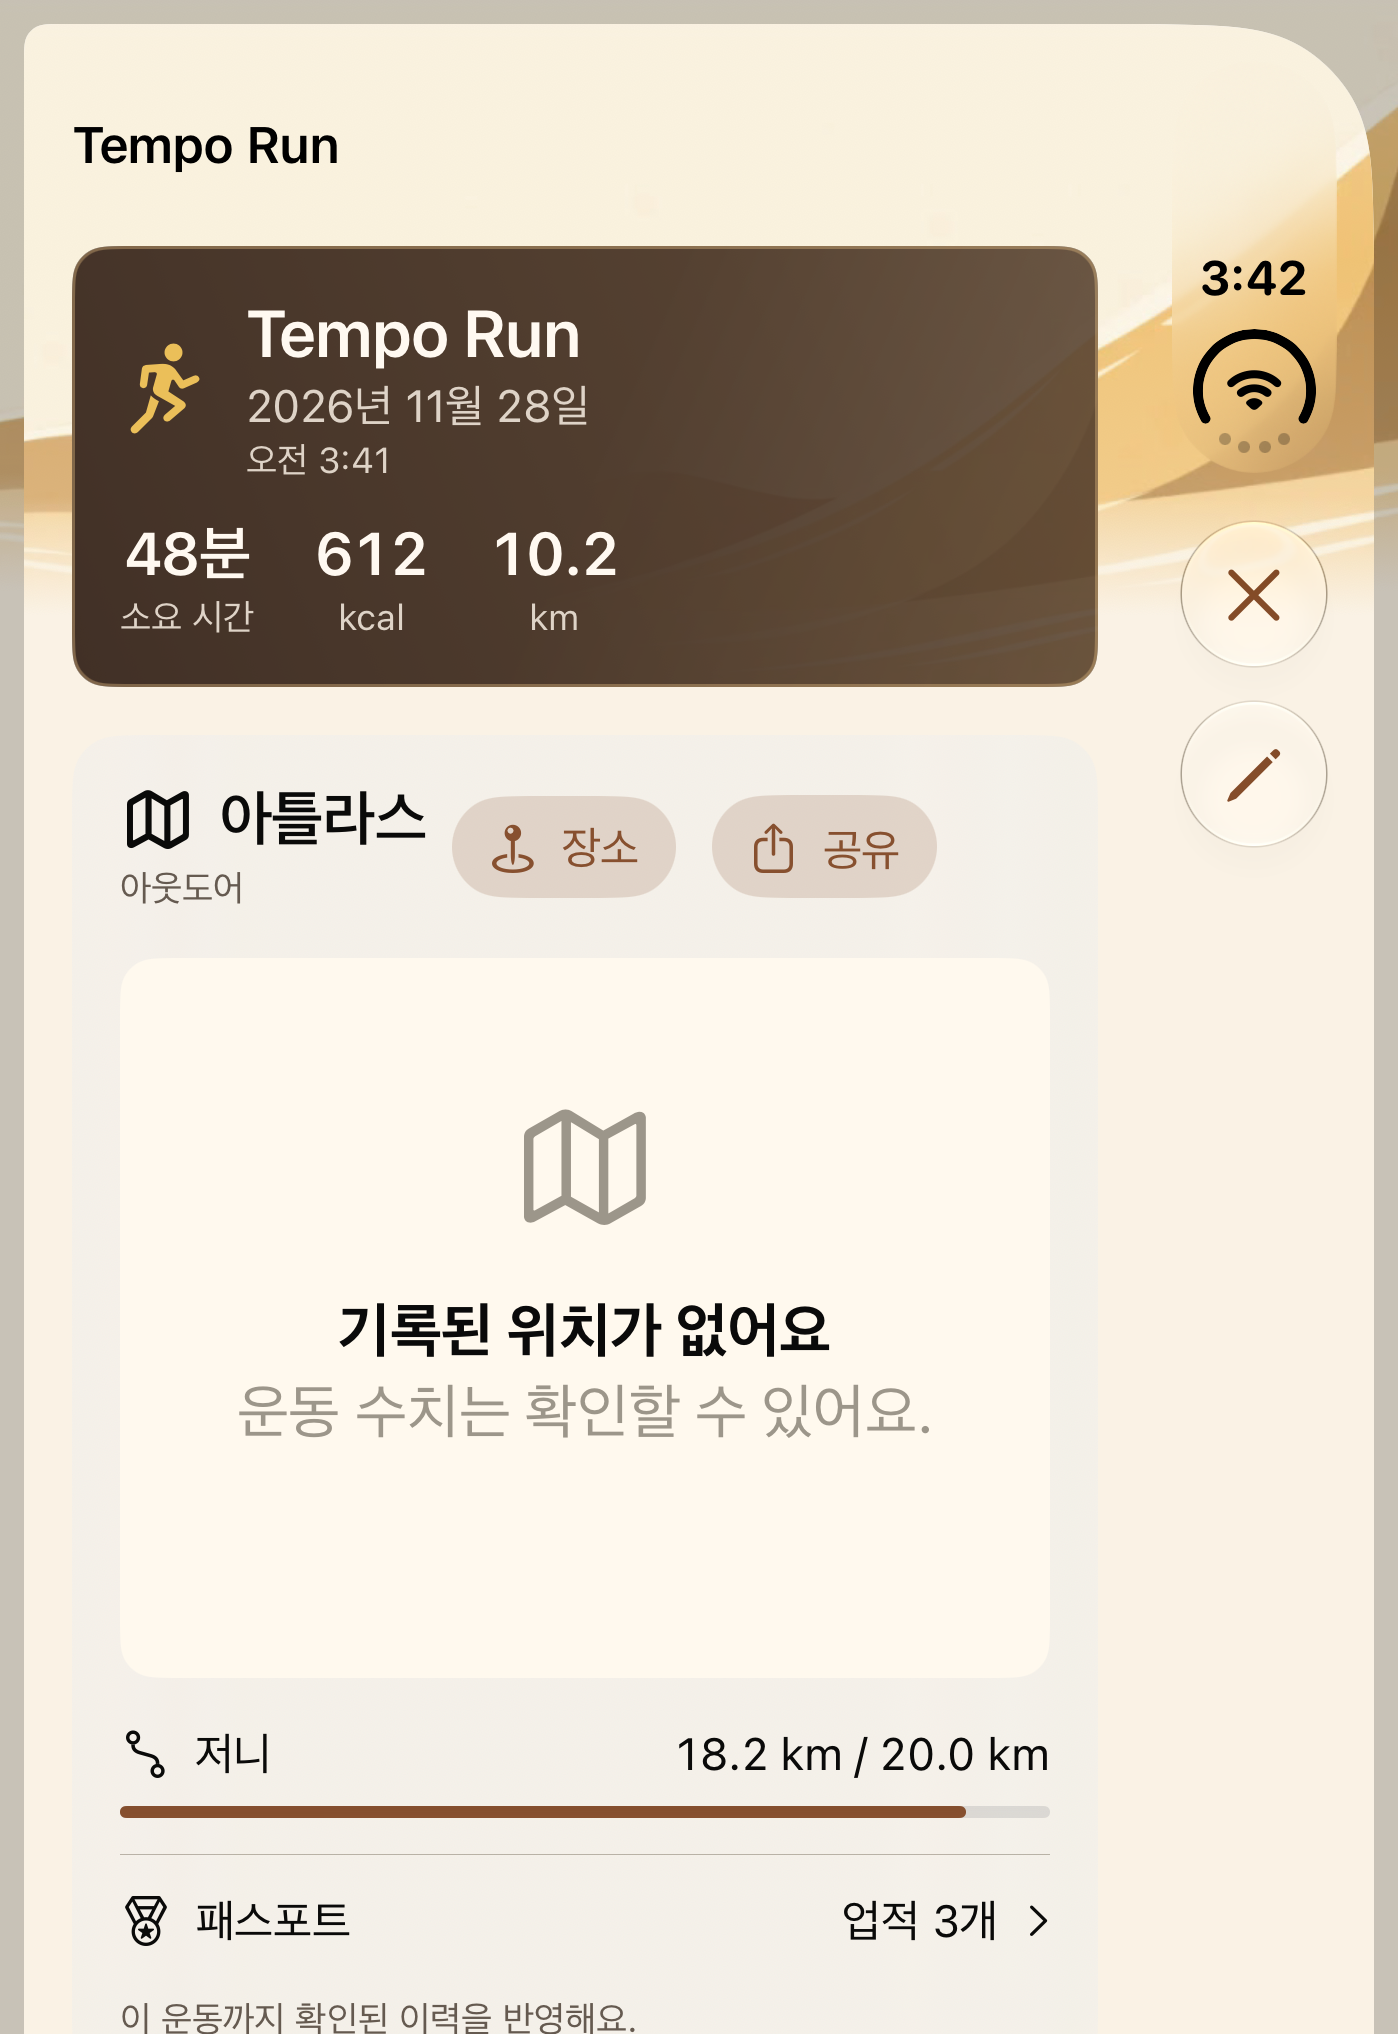 Tempo Run
3:42
Tempo Run
2026년 11월 28일
오전 3:41
48분 612 10.2
소요 시간 kcal km
아틀라스 장소 공유
아웃도어
기록된 위치가 없어요
운동 수치는 확인할 수 있어요.
저니 18.2 km / 20.0 km
패스포트 업적 3개
이 운동까지 확인된 이력을 반영해요.